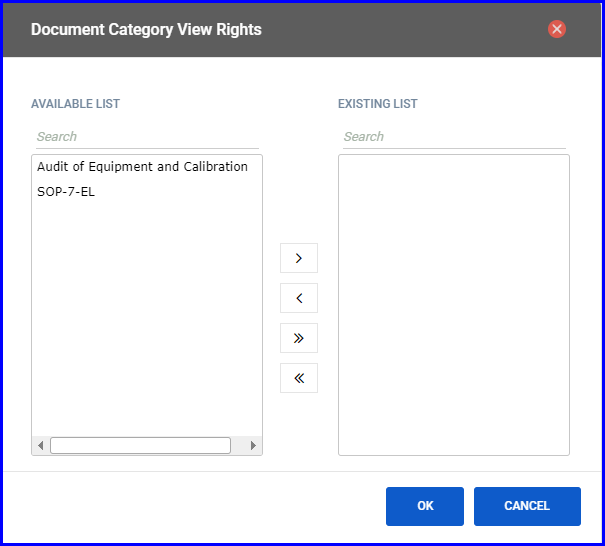 Document Category View Rights
AVAILABLE LIST
EXISTING LIST
Search
Search
Audit of Equipment and Calibration
SOP-7-EL
OK
CANCEL